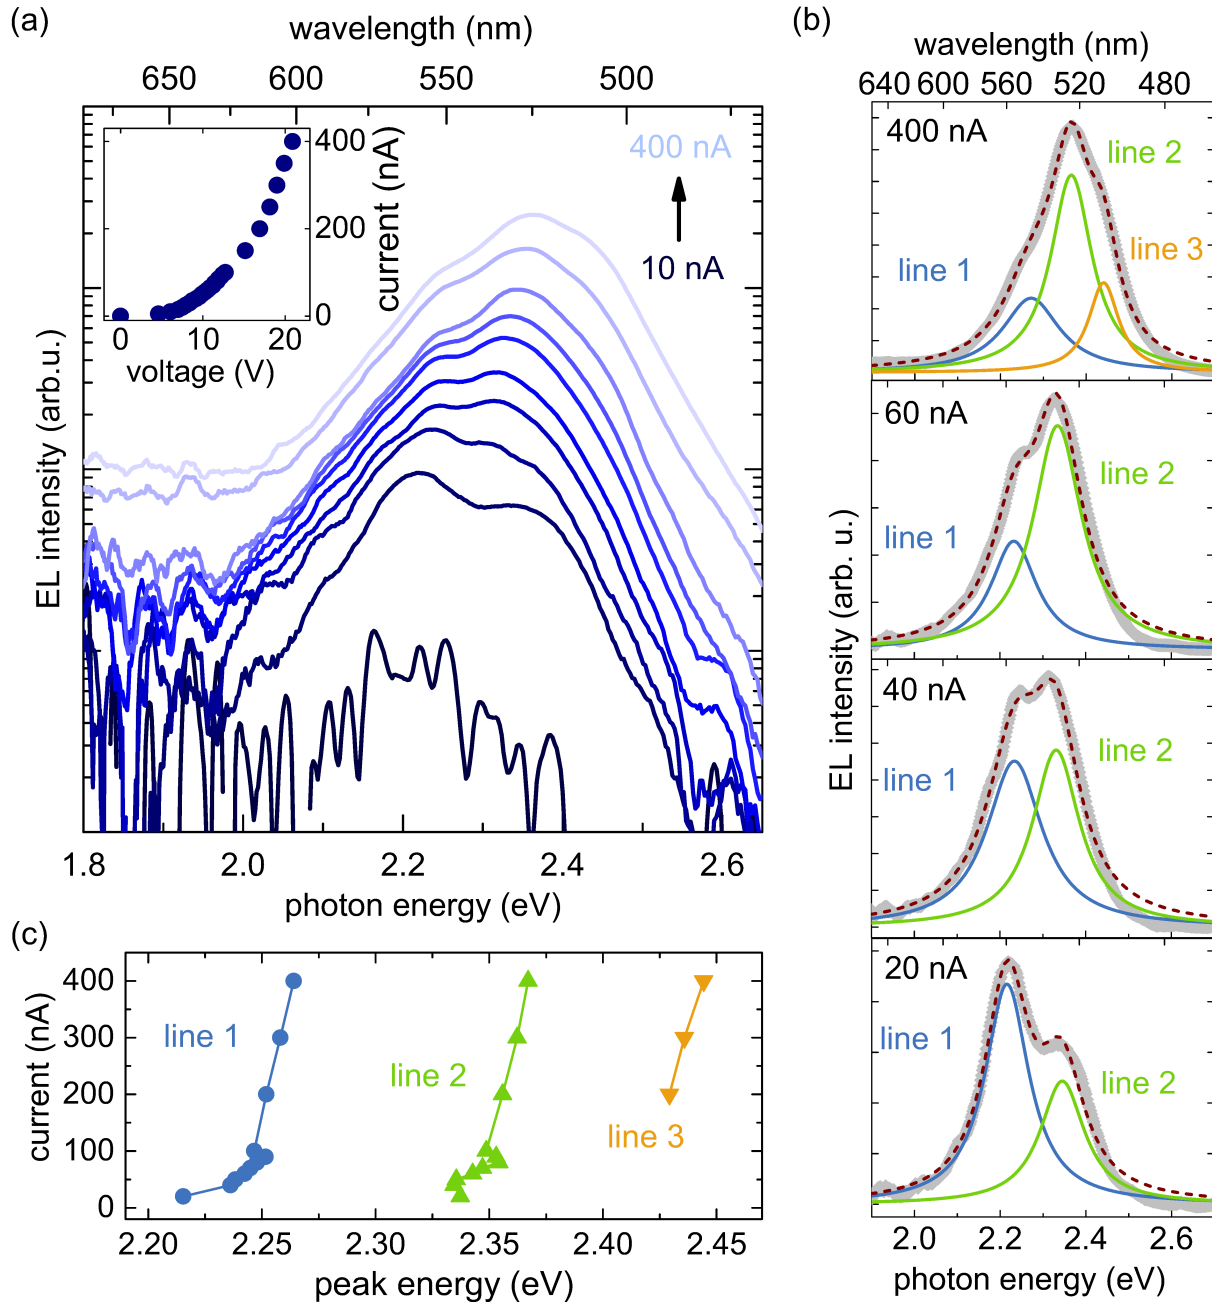 (a)
wavelength (nm)
650 600 550 500
400 nA
10 nA
400
200
0
current (nA)
0 10 20
voltage (V)
EL intensity (arb.u.)
1.8 2.0 2.2 2.4 2.6
photon energy (eV)
(b)
wavelength (nm)
640 600 560 520 480
400 nA
line 2
line 3
line 1
60 nA
line 2
line 1
40 nA
line 2
line 1
20 nA
line 1
line 2
EL intensity (arb. u.)
2.0 2.2 2.4 2.6
photon energy (eV)
(c)
400
300
200
100
0
current (nA)
line 1
line 2
line 3
2.20 2.25 2.30 2.35 2.40 2.45
peak energy (eV)